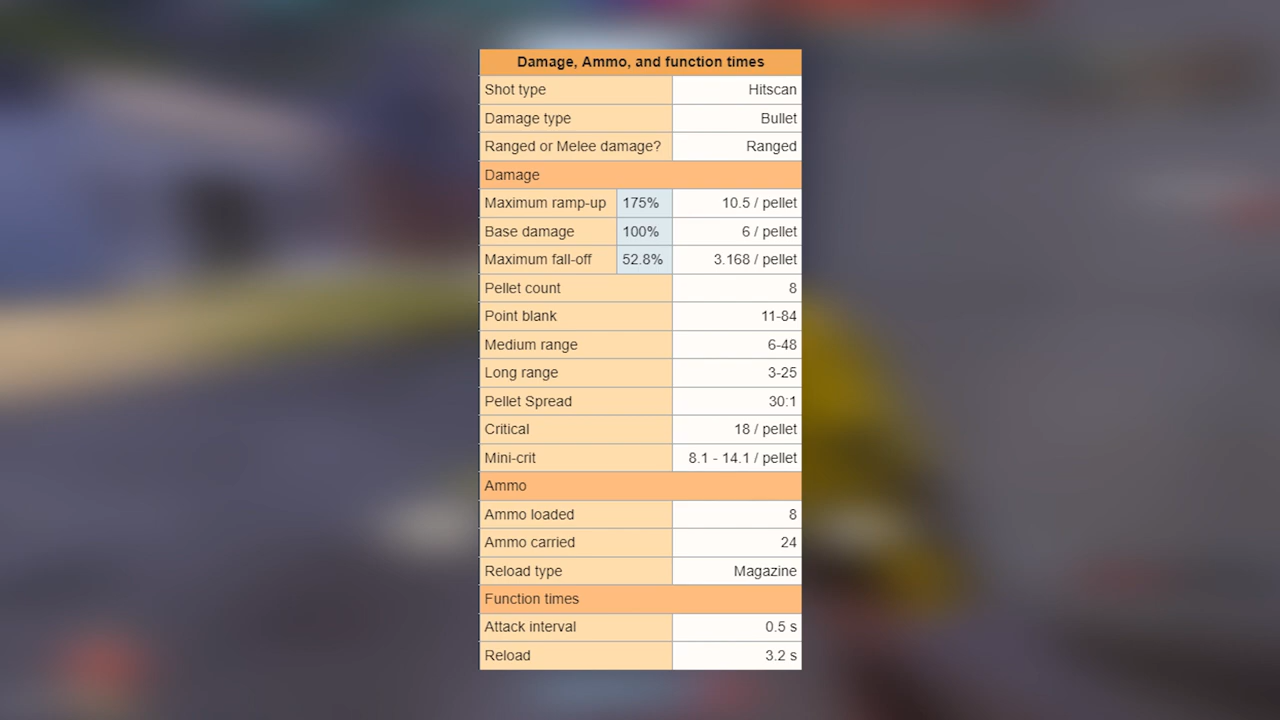 Damage, Ammo, and function times
Shot type Hitscan
Damage type Bullet
Ranged or Melee damage? Ranged
Damage
Maximum ramp-up 175% 10.5 / pellet
Base damage 100% 6 / pellet
Maximum fall-off 52.8% 3.168 / pellet
Pellet count 8
Point blank 11-84
Medium range 6-48
Long range 3-25
Pellet Spread 30:1
Critical 18 / pellet
Mini-crit 8.1 - 14.1 / pellet
Ammo
Ammo loaded 8
Ammo carried 24
Reload type Magazine
Function times
Attack interval 0.5 s
Reload 3.2 s